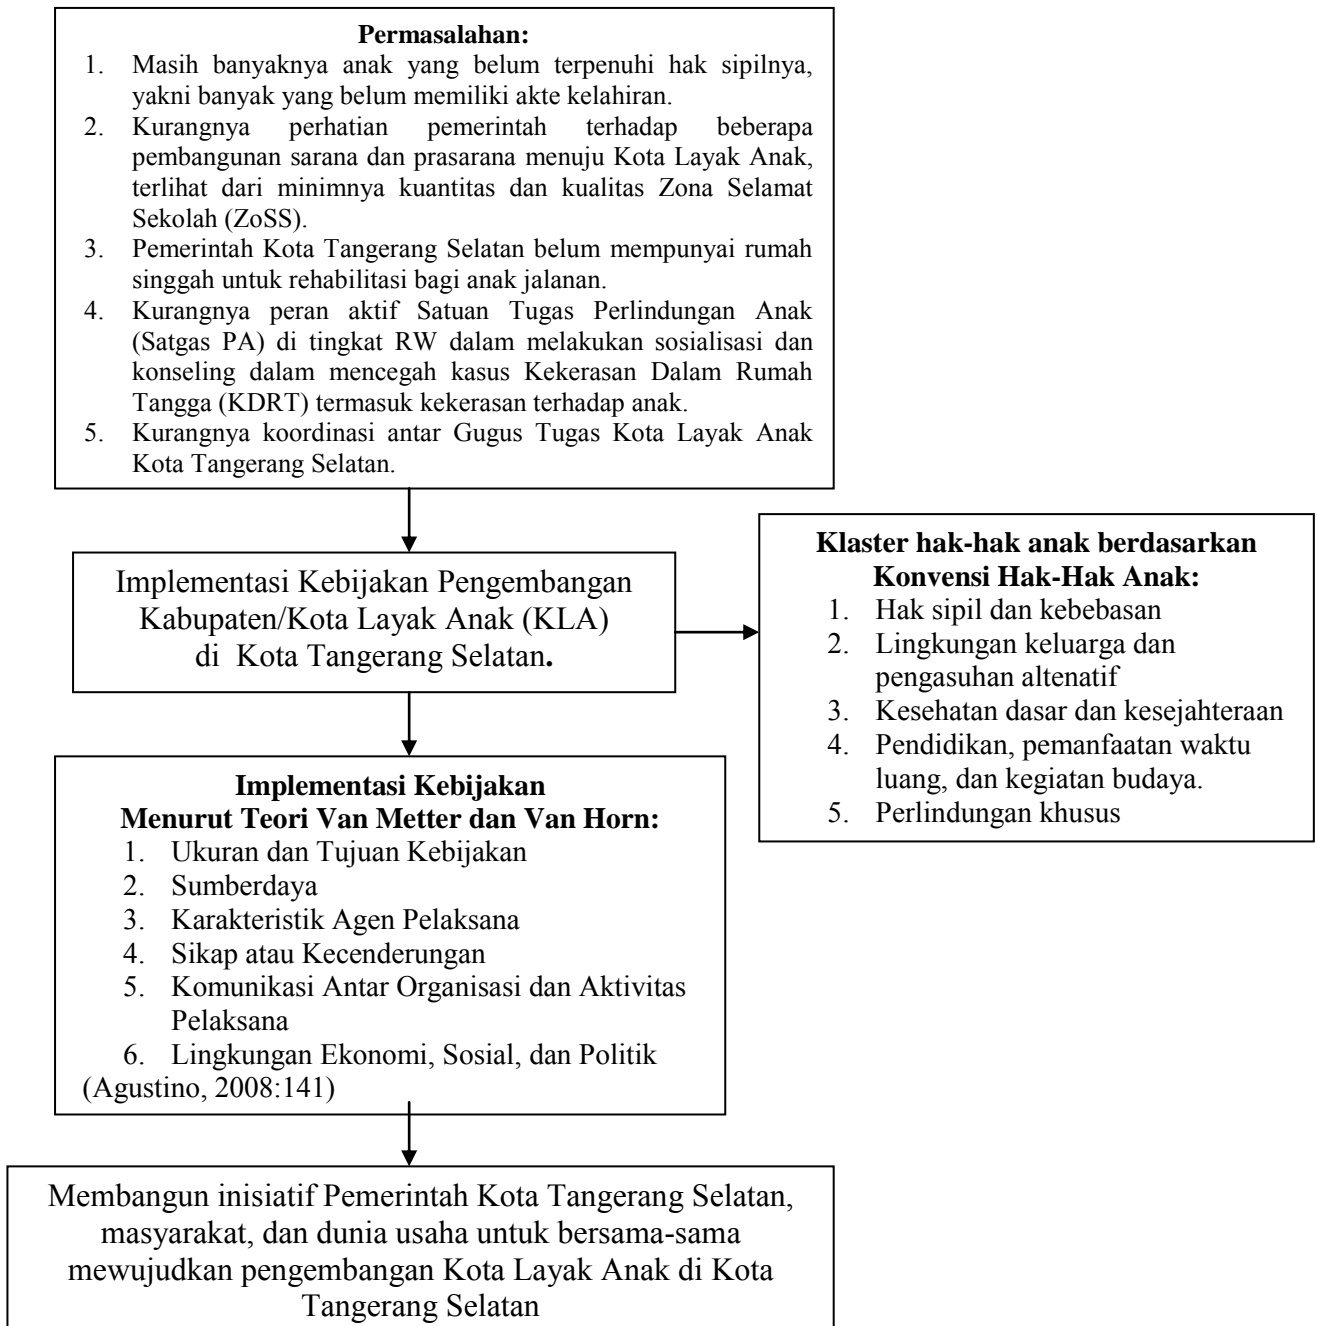 Permasalahan:
1. Masih banyaknya anak yang belum terpenuhi hak sipilnya,
yakni banyak yang belum memiliki akte kelahiran.
2. Kurangnya perhatian pemerintah terhadap beberapa
pembangunan sarana dan prasarana menuju Kota Layak Anak,
terlihat dari minimnya kuantitas dan kualitas Zona Selamat
Sekolah (ZoSS).
3. Pemerintah Kota Tangerang Selatan belum mempunyai rumah
singgah untuk rehabilitasi bagi anak jalanan.
4. Kurangnya peran aktif Satuan Tugas Perlindungan Anak
(Satgas PA) di tingkat RW dalam melakukan sosialisasi dan
konseling dalam mencegah kasus Kekerasan Dalam Rumah
Tangga (KDRT) termasuk kekerasan terhadap anak.
5. Kurangnya koordinasi antar Gugus Tugas Kota Layak Anak
Kota Tangerang Selatan.
Implementasi Kebijakan Pengembangan
Kabupaten/Kota Layak Anak (KLA)
di Kota Tangerang Selatan.
Klaster hak-hak anak berdasarkan
Konvensi Hak-Hak Anak:
1. Hak sipil dan kebebasan
2. Lingkungan keluarga dan
pengasuhan altenatif
3. Kesehatan dasar dan kesejahteraan
4. Pendidikan, pemanfaatan waktu
luang, dan kegiatan budaya.
5. Perlindungan khusus
Implementasi Kebijakan
Menurut Teori Van Metter dan Van Horn:
1. Ukuran dan Tujuan Kebijakan
2. Sumberdaya
3. Karakteristik Agen Pelaksana
4. Sikap atau Kecenderungan
5. Komunikasi Antar Organisasi dan Aktivitas
Pelaksana
6. Lingkungan Ekonomi, Sosial, dan Politik
(Agustino, 2008:141)
Membangun inisiatif Pemerintah Kota Tangerang Selatan,
masyarakat, dan dunia usaha untuk bersama-sama
mewujudkan pengembangan Kota Layak Anak di Kota
Tangerang Selatan